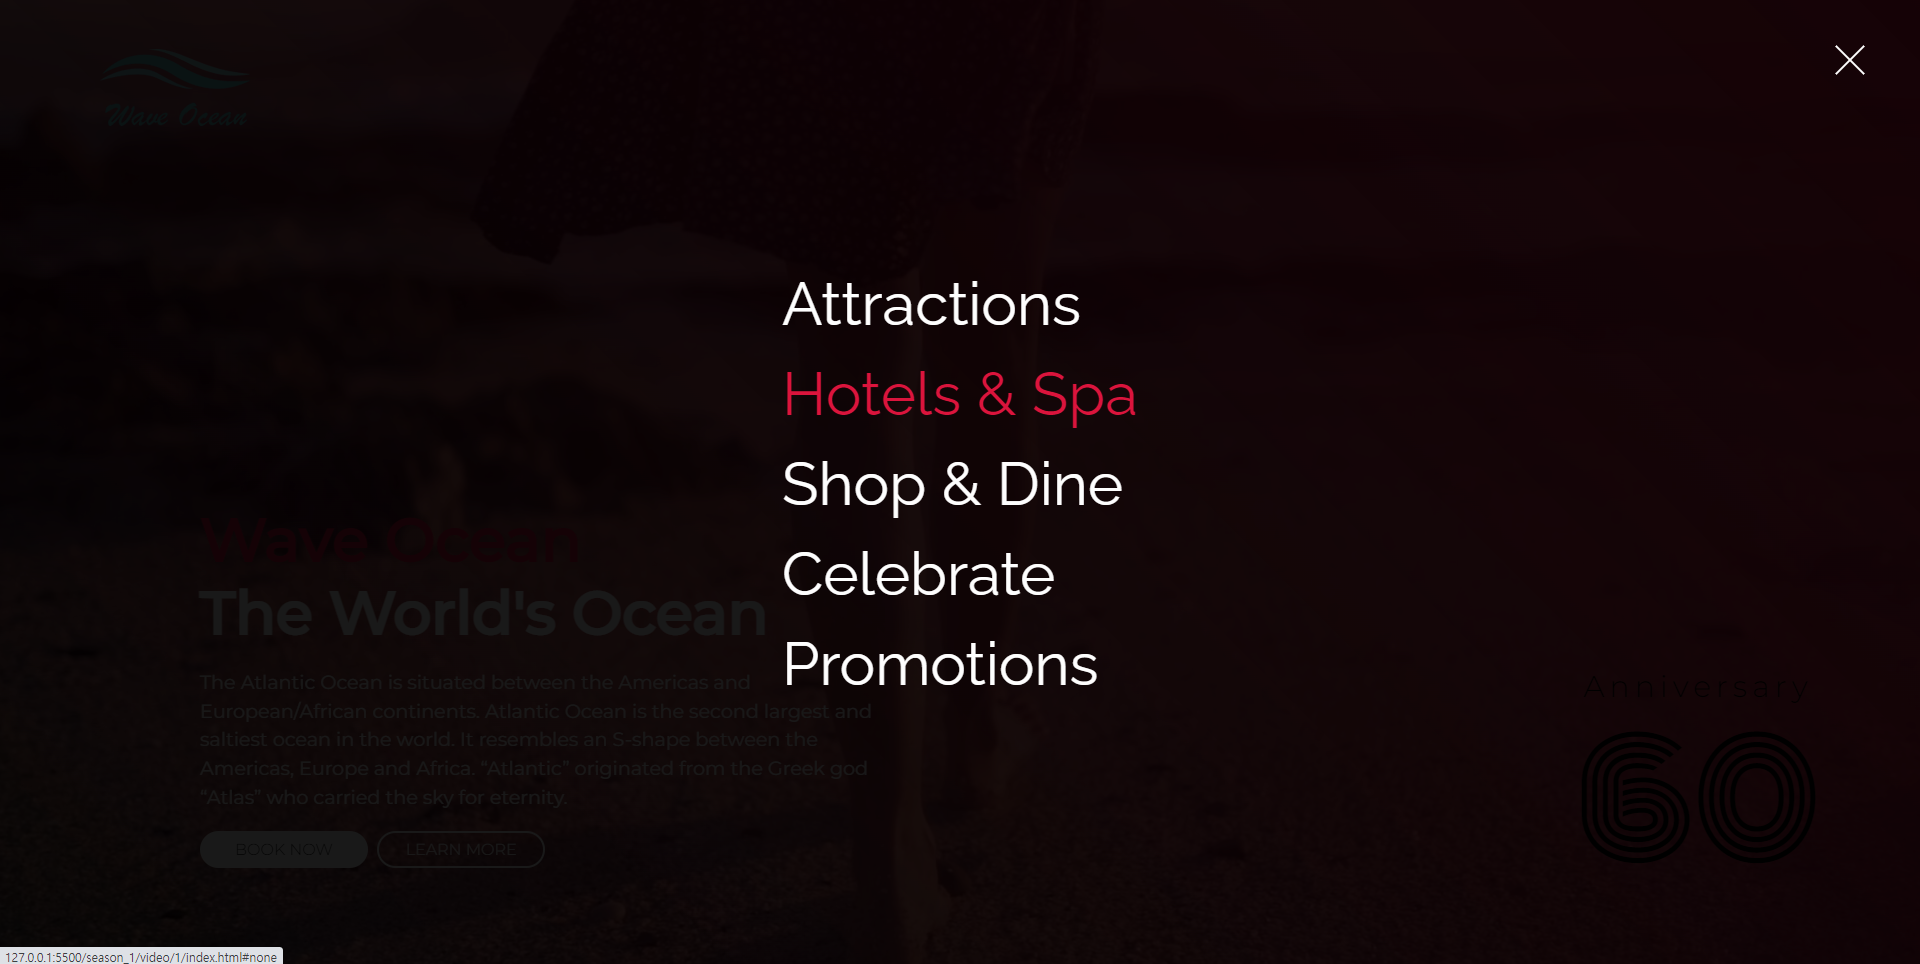 Wave Ocean
Attractions
Hotels & Spa
Shop & Dine
Celebrate
Promotions
Wave Ocean
The World's Ocean
The Atlantic Ocean is situated between the Americas and
European/African continents. Atlantic Ocean is the second largest and
saltiest ocean in the world. It resembles an S-shape between the
Americas, Europe and Africa. “Atlantic” originated from the Greek god
“Atlas” who carried the sky for eternity.
BOOK NOW
LEARN MORE
Anniversary
60
127.0.0.1:5500/season_1/video/1/index.html#none